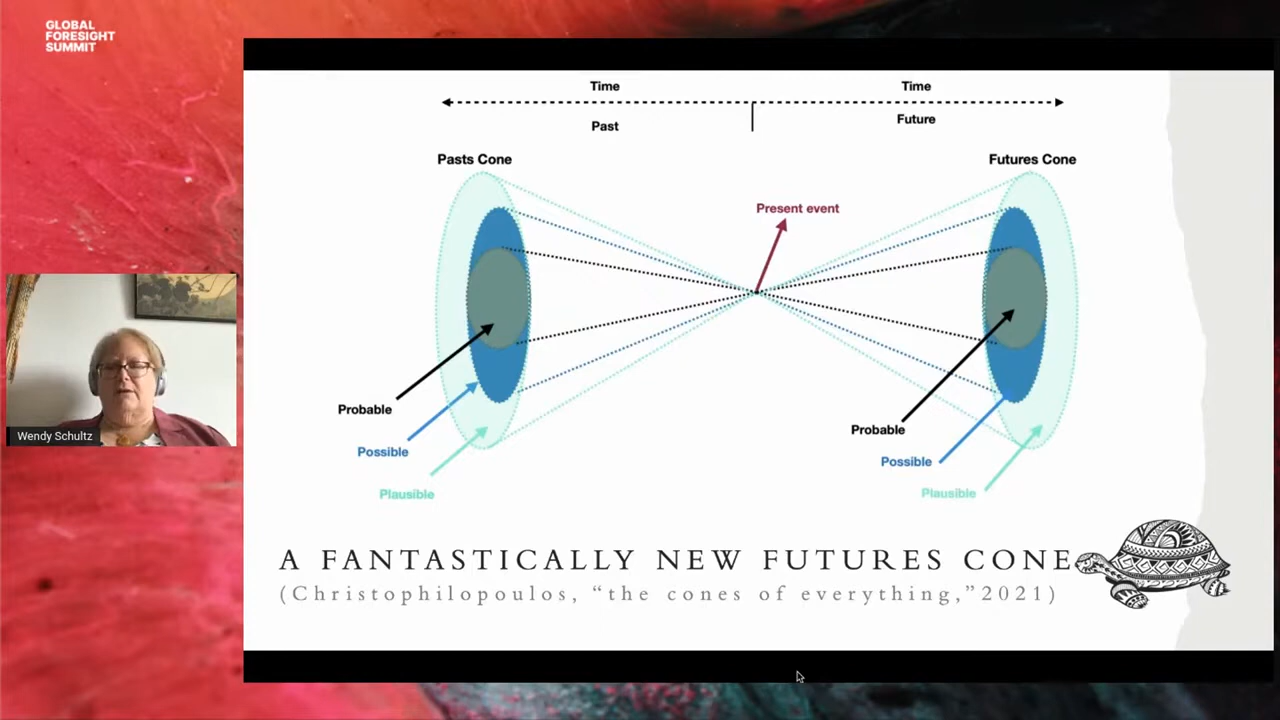 GLOBAL
FORESIGHT
SUMMIT
Time
Time
Past
Future
Pasts Cone
Futures Cone
Present event
Probable
Possible
Plausible
Probable
Possible
Plausible
Wendy Schultz
A FANTASTICALLY NEW FUTURES CONE
(Christophilopoulos, “the cones of everything,”2021)